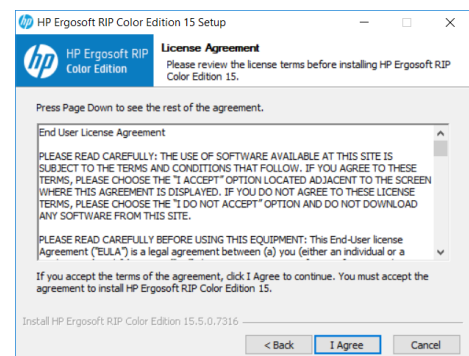 HP Ergosoft RIP Color Edition 15 Setup
HP Ergosoft RIP
Color Edition
License Agreement
Please review the license terms before installing HP Ergosoft RIP
Color Edition 15.
Press Page Down to see the rest of the agreement.
End User License Agreement
PLEASE READ CAREFULLY: THE USE OF SOFTWARE AVAILABLE AT THIS SITE IS
SUBJECT TO THE TERMS AND CONDITIONS THAT FOLLOW. IF YOU AGREE TO THESE
TERMS, PLEASE CHOOSE THE "I ACCEPT" OPTION LOCATED ADJACENT TO THE SCREEN
WHERE THIS AGREEMENT IS DISPLAYED. IF YOU DO NOT AGREE TO THESE LICENSE
TERMS, PLEASE CHOOSE THE "I DO NOT ACCEPT" OPTION AND DO NOT DOWNLOAD
ANY SOFTWARE FROM THIS SITE.
PLEASE READ CAREFULLY BEFORE USING THIS EQUIPMENT: This End-User license
Agreement ("EULA") is a legal agreement between (a) you (either an individual or a
If you accept the terms of the agreement, click I Agree to continue. You must accept the
agreement to install HP Ergosoft RIP Color Edition 15.
Install HP Ergosoft RIP Color Edition 15.5.0.7316
< Back I Agree Cancel